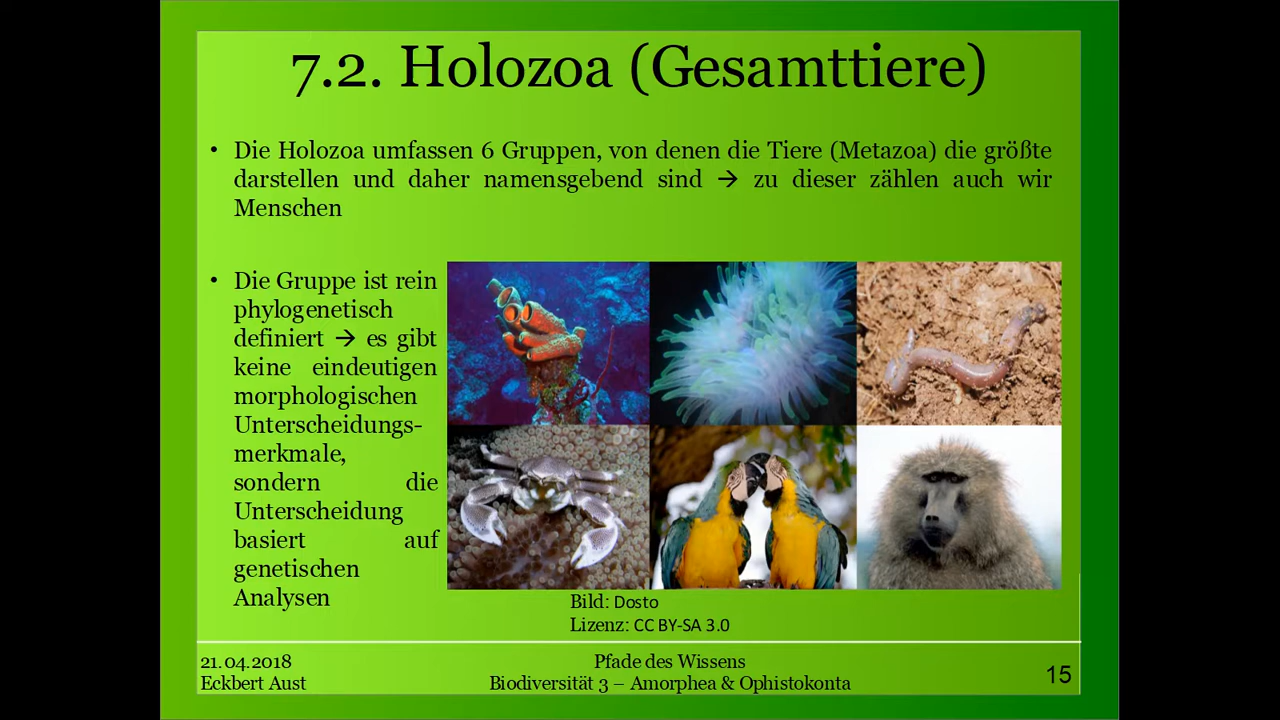 7.2. Holozoa (Gesamttiere)
• Die Holozoa umfassen 6 Gruppen, von denen die Tiere (Metazoa) die größte
darstellen und daher namensgebend sind → zu dieser zählen auch wir
Menschen
• Die Gruppe ist rein
phylogenetisch
definiert → es gibt
keine eindeutigen
morphologischen
Unterscheidungs-
merkmale,
sondern die
Unterscheidung
basiert auf
genetischen
Analysen
Bild: Dosto
Lizenz: CC BY-SA 3.0
21.04.2018
Eckbert Aust
Pfade des Wissens
Biodiversität 3 – Amorphea & Ophistokonta
15